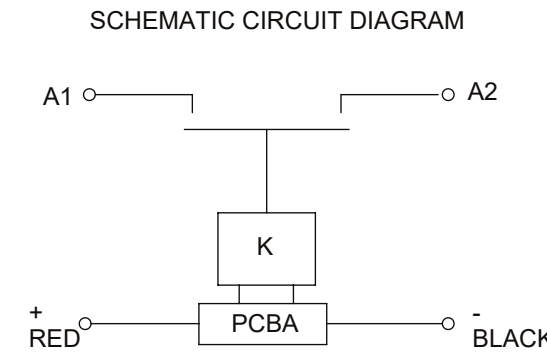 SCHEMATIC CIRCUIT DIAGRAM
A1
A2
K
+
RED
PCBA
-
BLACK